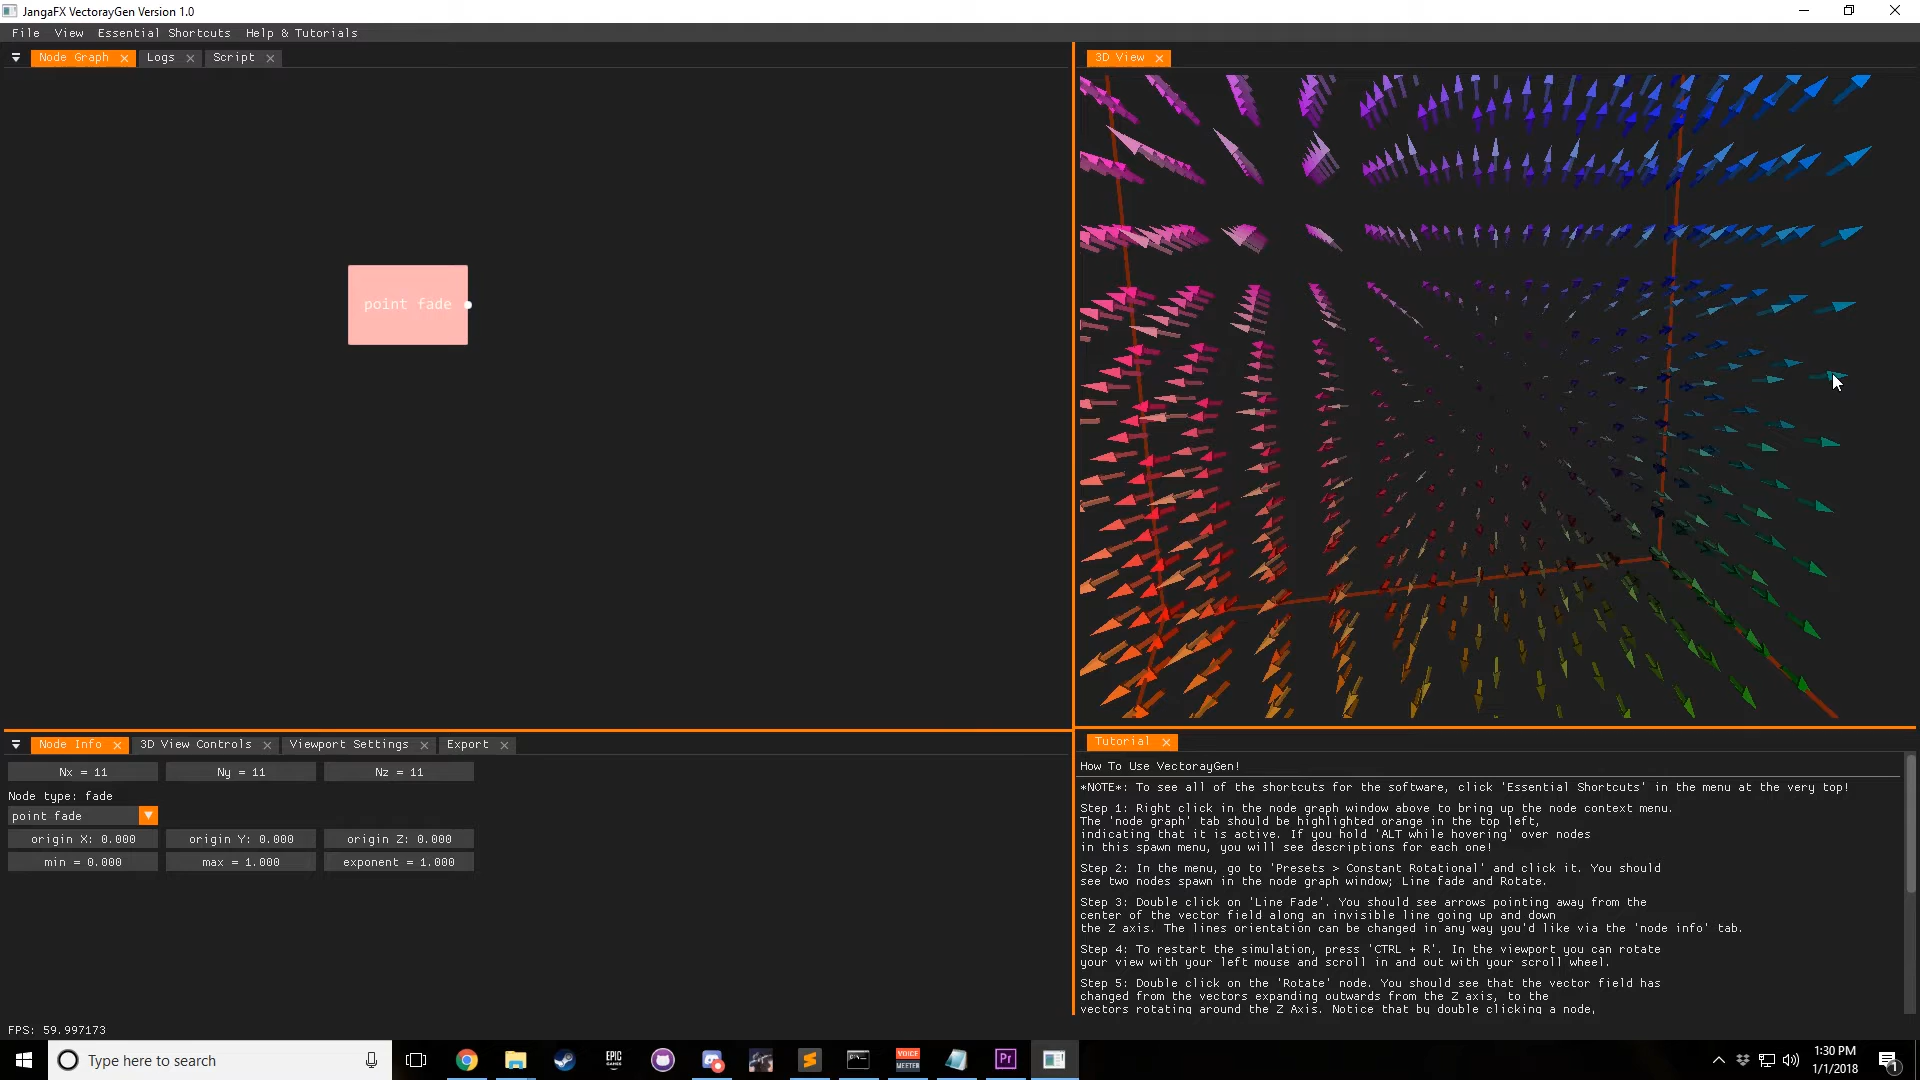 JangaFX VectorayGen Version 1.0
File View Essential Shortcuts Help & Tutorials
Node Graph
Logs
Script
3D View
point fade
Node Info
3D View Controls
Viewport Settings
Export
Nx = 11
Ny = 11
Nz = 11
Node type: fade
point fade
origin X: 0.000
origin Y: 0.000
origin Z: 0.000
min = 0.000
max = 1.000
exponent = 1.000
FPS: 59.997173
Tutorial
How To Use VectorayGen!
*NOTE*: To see all of the shortcuts for the software, click 'Essential Shortcuts' in the menu at the very top!
Step 1: Right click in the node graph window above to bring up the node context menu.
The 'node graph' tab should be highlighted orange in the top left,
indicating that it is active. If you hold 'ALT while hovering' over nodes
in this spawn menu, you will see descriptions for each one!
Step 2: In the menu, go to 'Presets > Constant Rotational' and click it. You should
see two nodes spawn in the node graph window; Line fade and Rotate.
Step 3: Double click on 'Line Fade'. You should see arrows pointing away from the
center of the vector field along an invisible line going up and down
the Z axis. The lines orientation can be changed in any way you'd like via the 'node info' tab.
Step 4: To restart the simulation, press 'CTRL + R'. In the viewport you can rotate
your view with your left mouse and scroll in and out with your scroll wheel.
Step 5: Double click on the 'Rotate' node. You should see that the vector field has
changed from the vectors expanding outwards from the Z axis, to the
vectors rotating around the Z Axis. Notice that by double clicking a node,
Type here to search
EPIC
GAMES
VOICE
MEETER
Pr
1:30 PM
1/1/2018
1